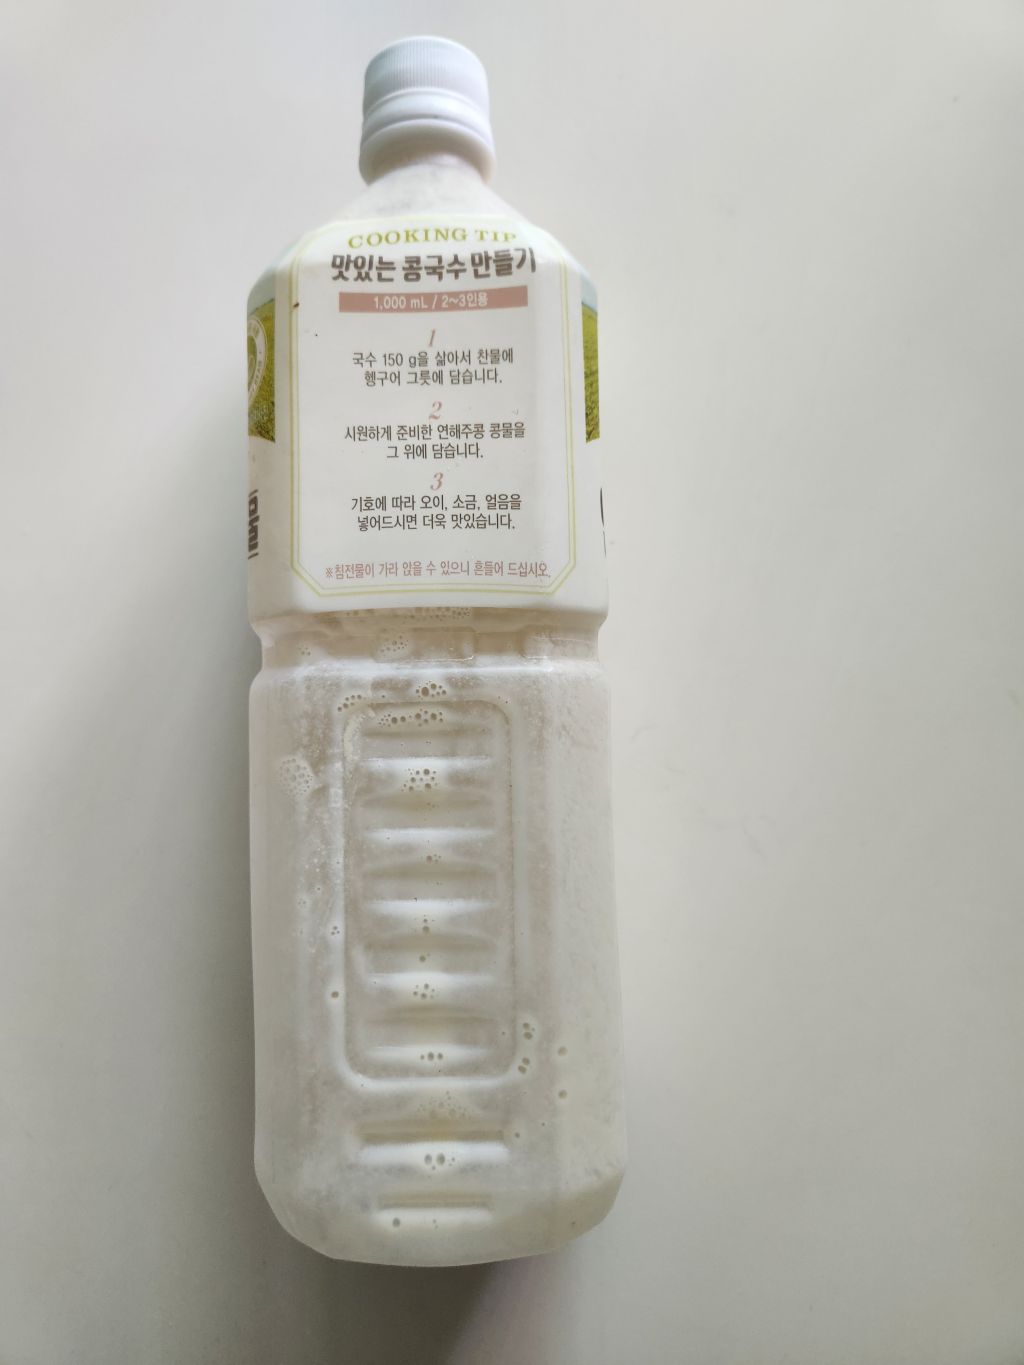 COOKING TIP
맛있는 콩국수 만들기
1,000 mL / 2~3인용
1
국수 150 g을 삶아서 찬물에
헹구어 그릇에 담습니다.
2
시원하게 준비한 연해주콩 콩물을
그 위에 담습니다.
3
기호에 따라 오이, 소금, 얼음을
넣어드시면 더욱 맛있습니다.
※침전물이 가라 앉을 수 있으니 흔들어 드십시오.